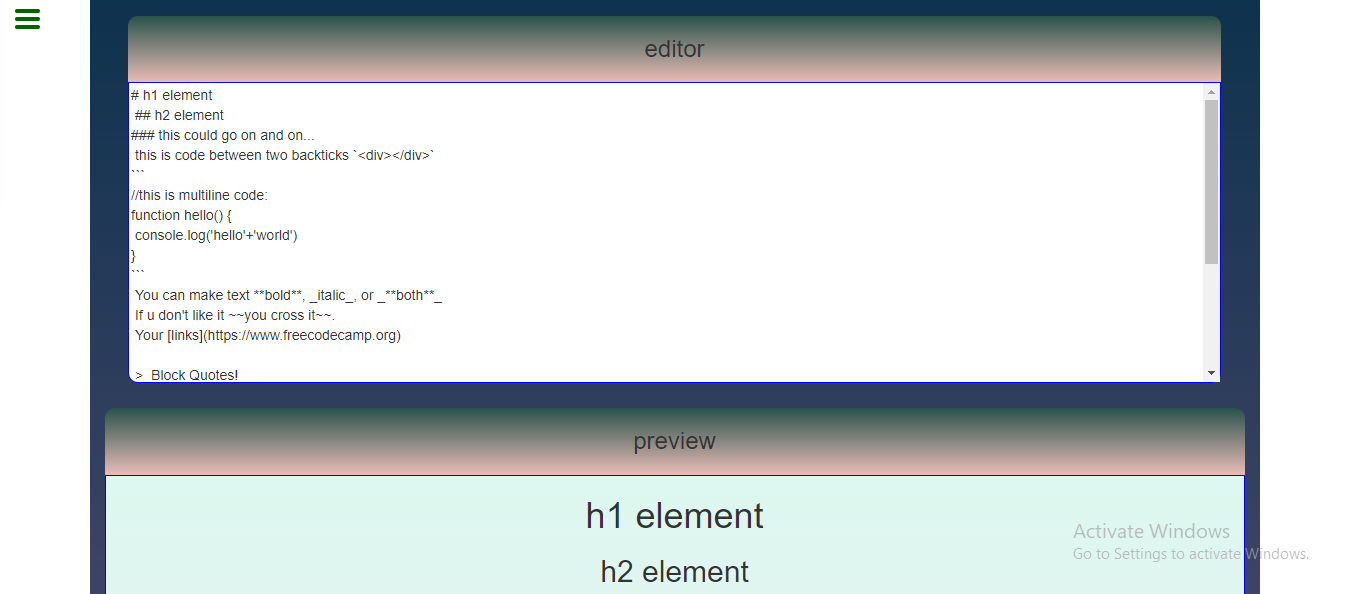 editor
# h1 element
## h2 element
### this could go on and on...
this is code between two backticks `<div></div>`
```
//this is multiline code:
function hello() {
console.log('hello'+'world')
}
```
You can make text **bold**, _italic_, or _**both**_
If u don't like it ~~you cross it~~.
Your [links](https://www.freecodecamp.org)
> Block Quotes!
preview
h1 element
h2 element
Activate Windows
Go to Settings to activate Windows.